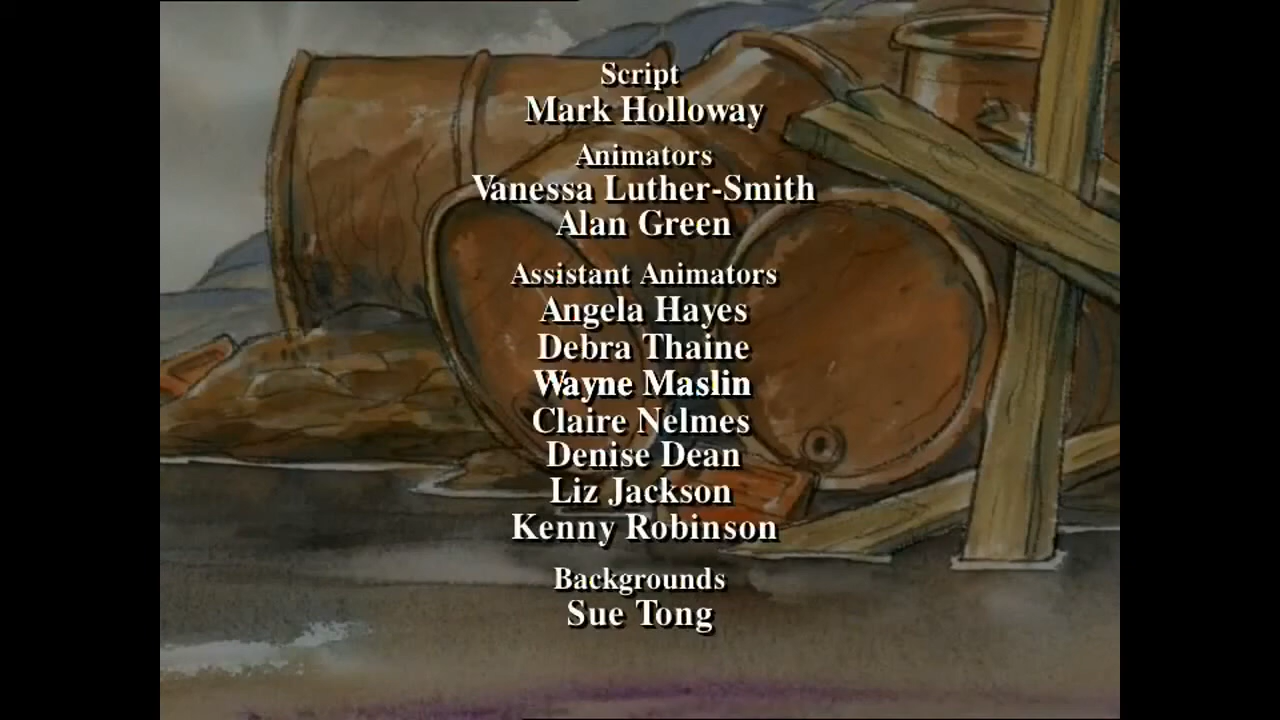 Script
Mark Holloway
Animators
Vanessa Luther-Smith
Alan Green
Assistant Animators
Angela Hayes
Debra Thaine
Wayne Maslin
Claire Nelmes
Denise Dean
Liz Jackson
Kenny Robinson
Backgrounds
Sue Tong